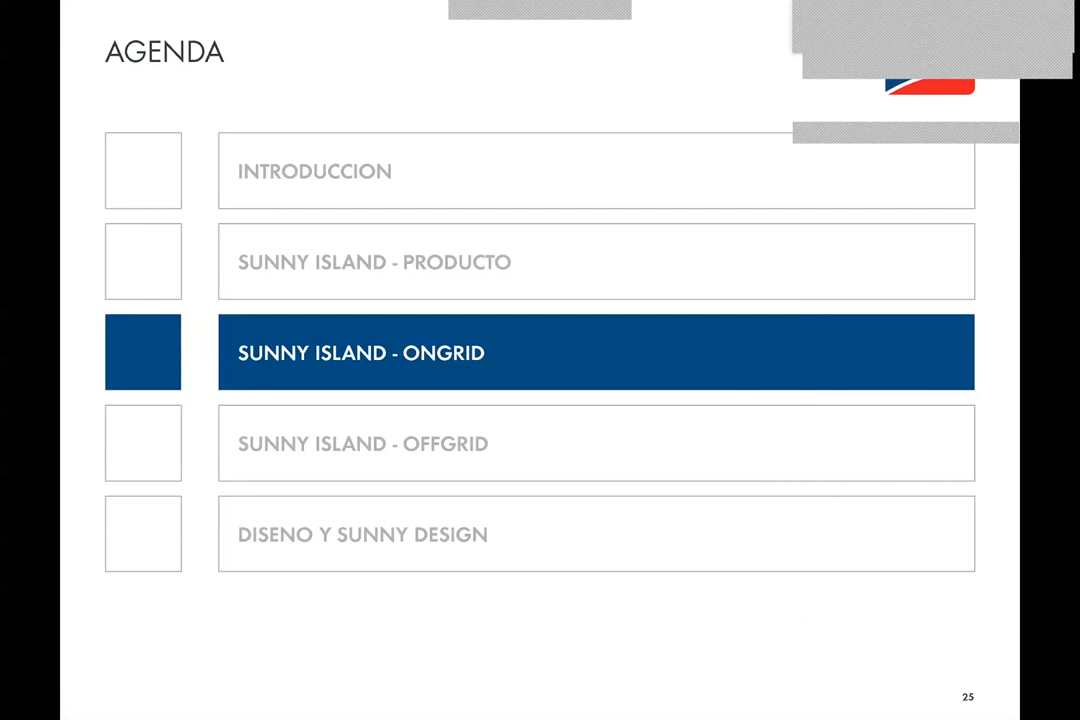 AGENDA
INTRODUCCION
SUNNY ISLAND - PRODUCTO
SUNNY ISLAND - ONGRID
SUNNY ISLAND - OFFGRID
DISENO Y SUNNY DESIGN
25